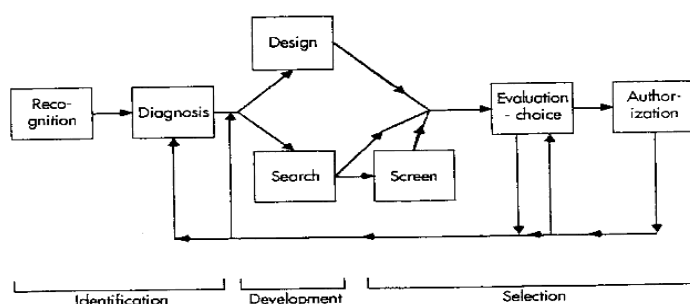 Design
Reco-
gnition
Diagnosis
Evaluation
- choice
Author-
ization
Search
Screen
Identification
Development
Selection